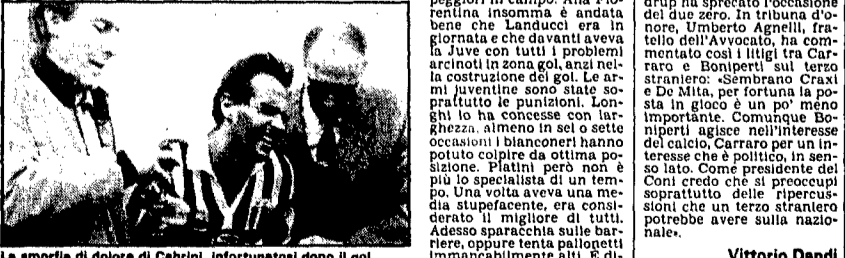 La smorfia di dolore di Cabrini, infortunatosi dopo il gol
peggiori in campo. Alla Fio-
rentina insomma è andata
bene che Landucci era in
giornata e che davanti aveva
la Juve con tutti i problemi
arcinoti in zona gol, anzi nel-
la costruzione del gol. Le ar-
mi juventine sono state so-
prattutto le punizioni. Lon-
ghi lo ha concesse con lar-
ghezza, almeno in sei o sette
occasioni i bianconeri hanno
potuto colpire da ottima po-
sizione. Platini però non è
più lo specialista di un tem-
po. Una volta aveva una me-
dia stupefacente, era consi-
derato il migliore di tutti.
Adesso sparacchia sulle bar-
riere, oppure tenta pallonetti
immancabilmente alti. È di-
drup ha sprecato l'occasione
del due zero. In tribuna d'o-
nore, Umberto Agnelli, fra-
tello dell'Avvocato, ha com-
mentato così i litigi tra Car-
raro e Boniperti sul terzo
straniero: «Sembrano Craxi
e De Mita, per fortuna la po-
sta in gioco è un po' meno
importante. Comunque Bo-
niperti agisce nell'interesse
del calcio, Carraro per un in-
teresse che è politico, in sen-
so lato. Come presidente del
Coni credo che si preoccupi
soprattutto delle ripercus-
sioni che un terzo straniero
potrebbe avere sulla nazio-
nale».
Vittorio Dandi